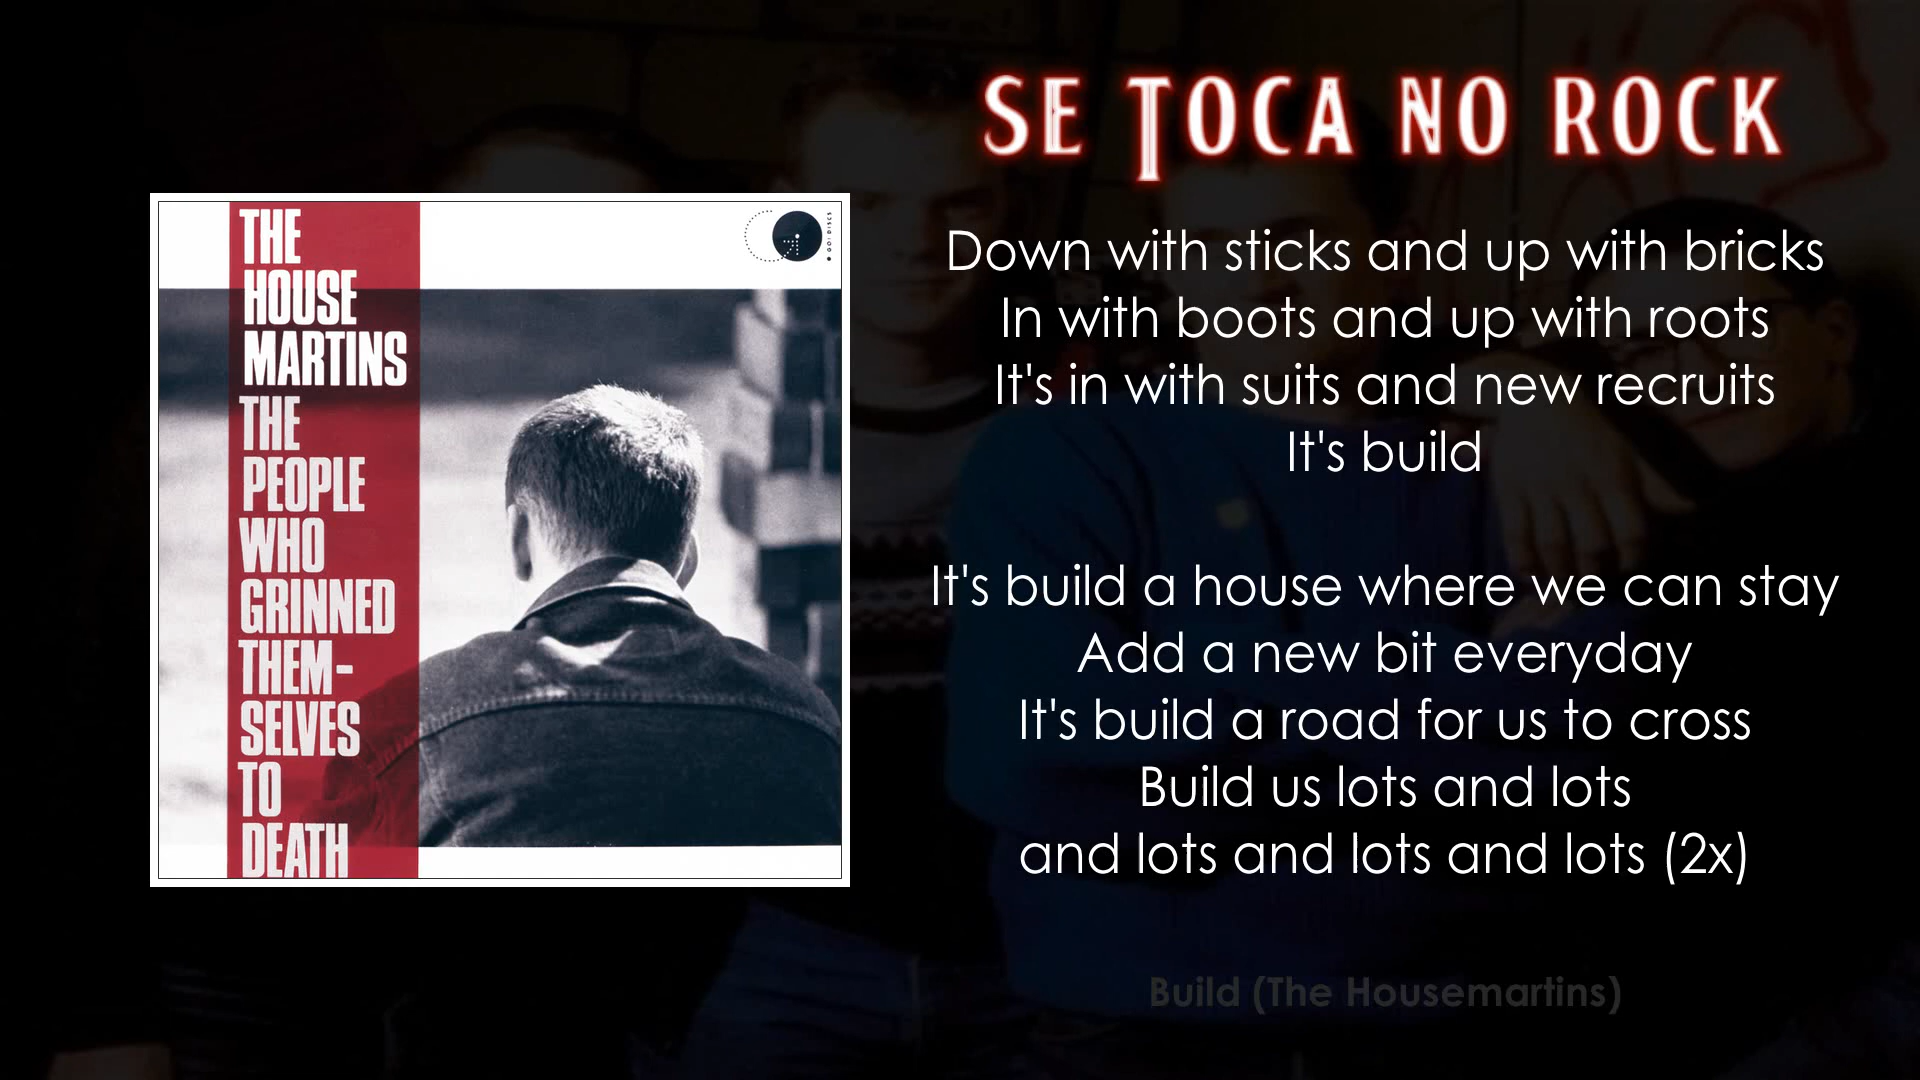 SE TOCA NO ROCK
THE
HOUSE
MARTINS
THE
PEOPLE
WHO
GRINNED
THEM-
SELVES
TO
DEATH
GO! DISCS
Down with sticks and up with bricks
In with boots and up with roots
It's in with suits and new recruits
It's build
It's build a house where we can stay
Add a new bit everyday
It's build a road for us to cross
Build us lots and lots
and lots and lots and lots (2x)
Build (The Housemartins)